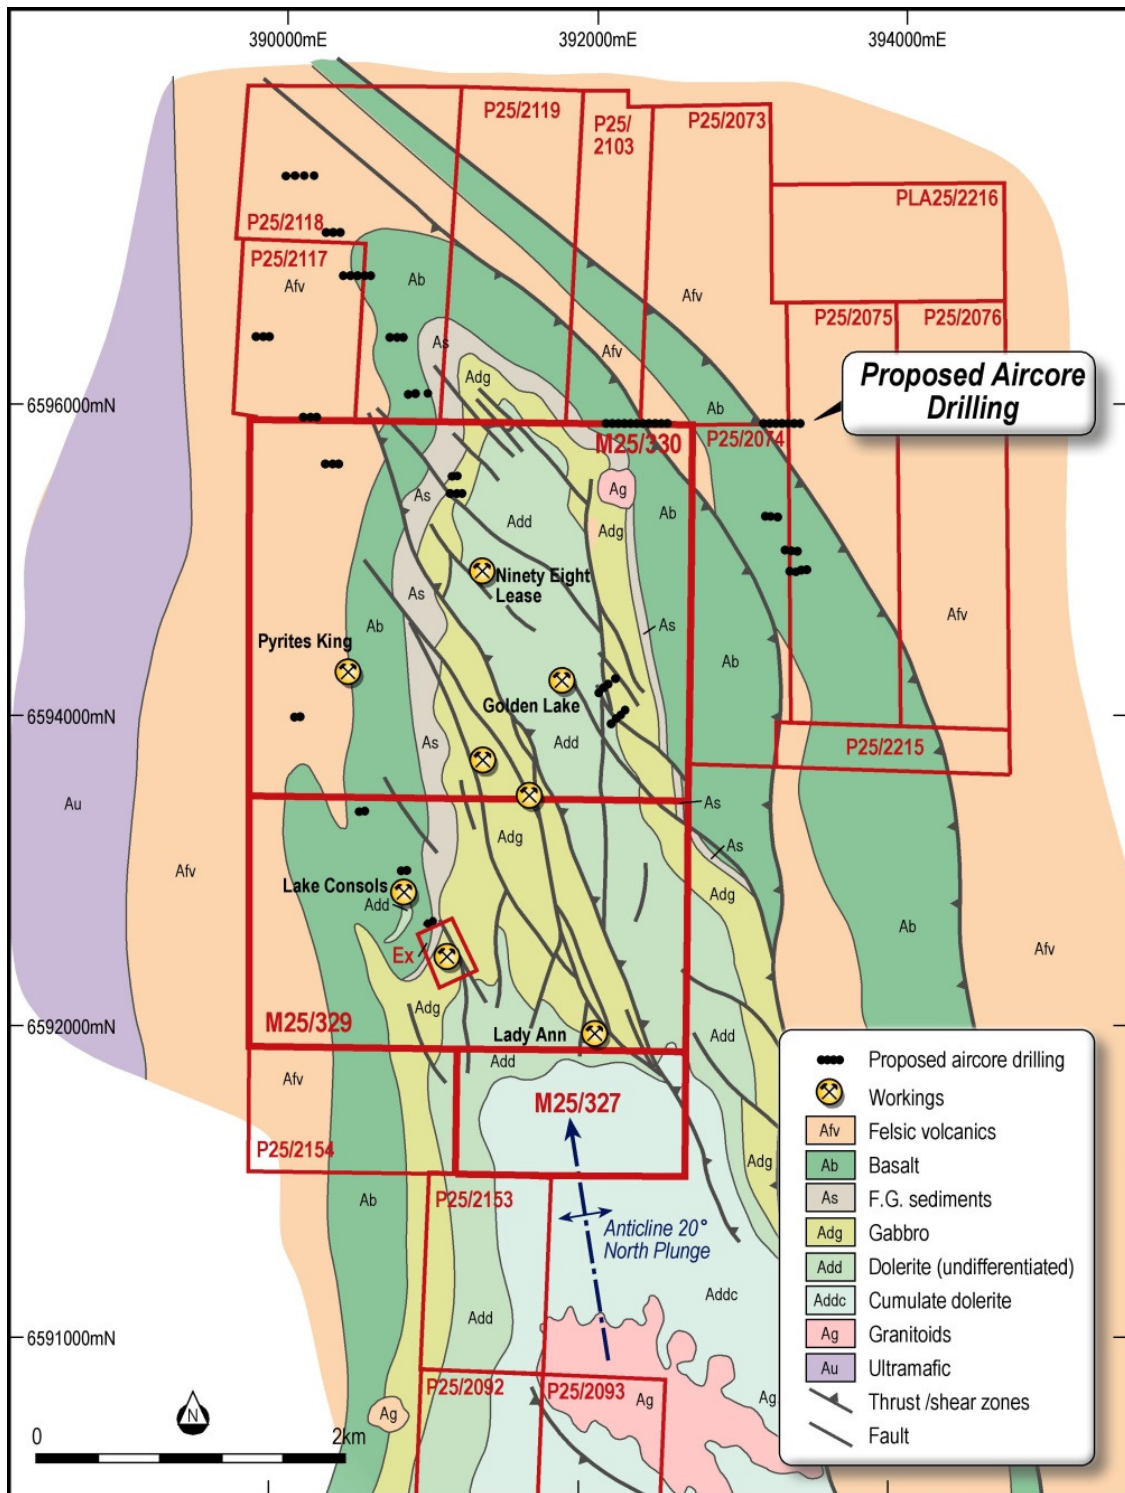 390000mE
392000mE
394000mE
P25/2119
P25/
2103
P25/2073
PLA25/2216
P25/2118
P25/2117
Afv
Ab
Afv
P25/2075
P25/2076
As
Afv
Adg
Proposed Aircore
Drilling
6596000mN
Ab
M25/330
P25/2074
As
Ag
Ab
Add
Adg
Ninety Eight
Lease
As
Afv
Ab
As
Pyrites King
Ab
Golden Lake
6594000mN
As
Add
P25/2215
Au
As
Adg
As
Afv
Lake Consols
Add
Adg
Ab
Ex
Afv
Adg
M25/329
6592000mN
Lady Ann
Add
Add
Afv
M25/327
P25/2154
Adg
Ab
P25/2153
Anticline 20°
North Plunge
Addc
Add
6591000mN
P25/2092
P25/2093
Ag
Ag
Ag
N
0
2km
Proposed aircore drilling
Workings
Afv
Felsic volcanics
Ab
Basalt
As
F.G. sediments
Adg
Gabbro
Add
Dolerite (undifferentiated)
Addc
Cumulate dolerite
Ag
Granitoids
Au
Ultramafic
Thrust /shear zones
Fault